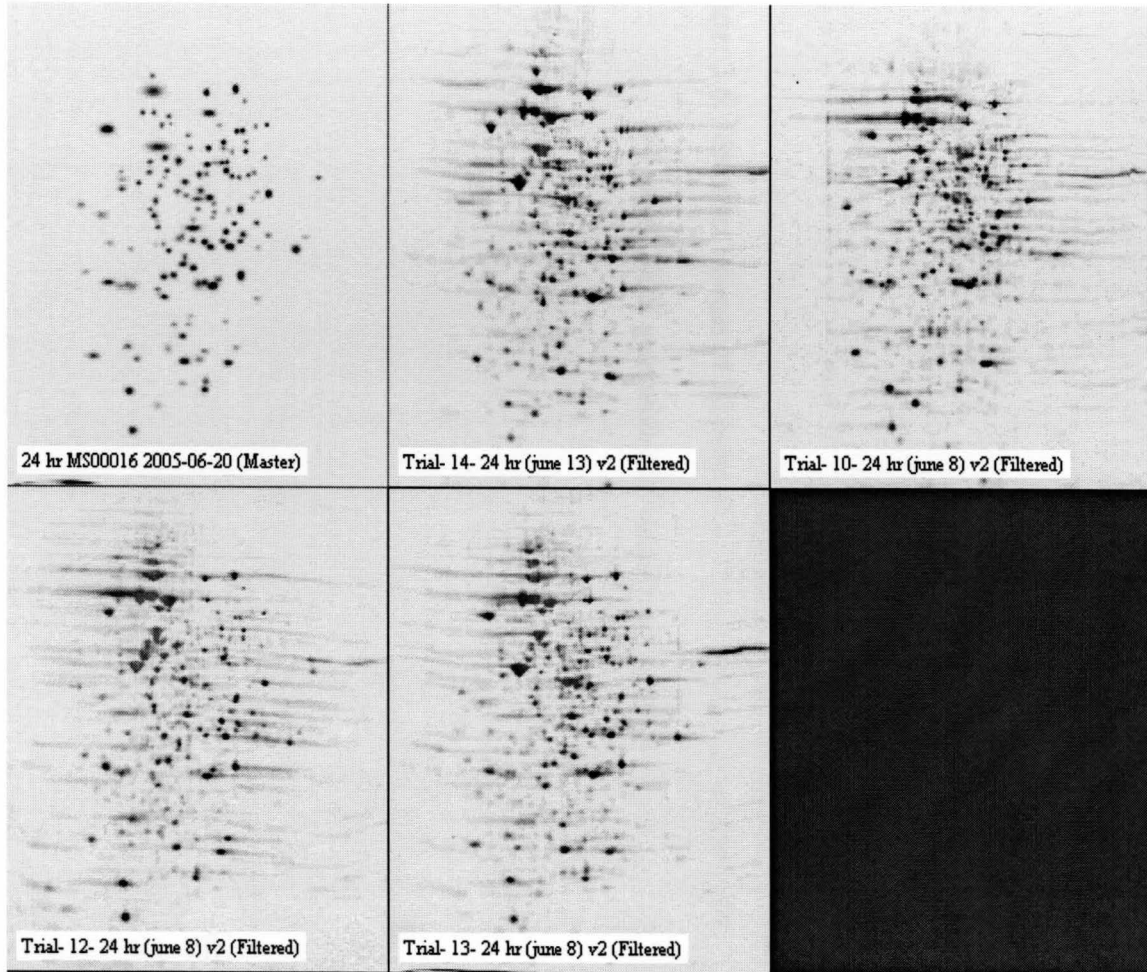 24 hr MS00016 2005-06-20 (Master)
Trial- 14- 24 hr (june 13) v2 (Filtered)
Trial- 10- 24 hr (june 8) v2 (Filtered)
Trial- 12- 24 hr (june 8) v2 (Filtered)
Trial- 13- 24 hr (june 8) v2 (Filtered)